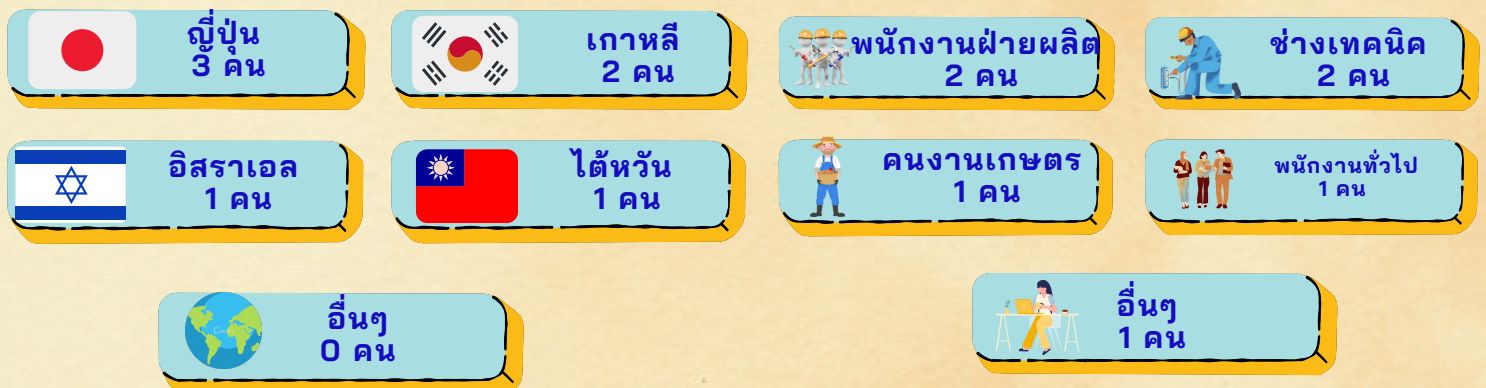 ญี่ปุ่น
3 คน
เกาหลี
2 คน
พนักงานฝ่ายผลิต
2 คน
ช่างเทคนิค
2 คน
อิสราเอล
1 คน
ไต้หวัน
1 คน
คนงานเกษตร
1 คน
พนักงานทั่วไป
1 คน
อื่นๆ
0 คน
อื่นๆ
1 คน